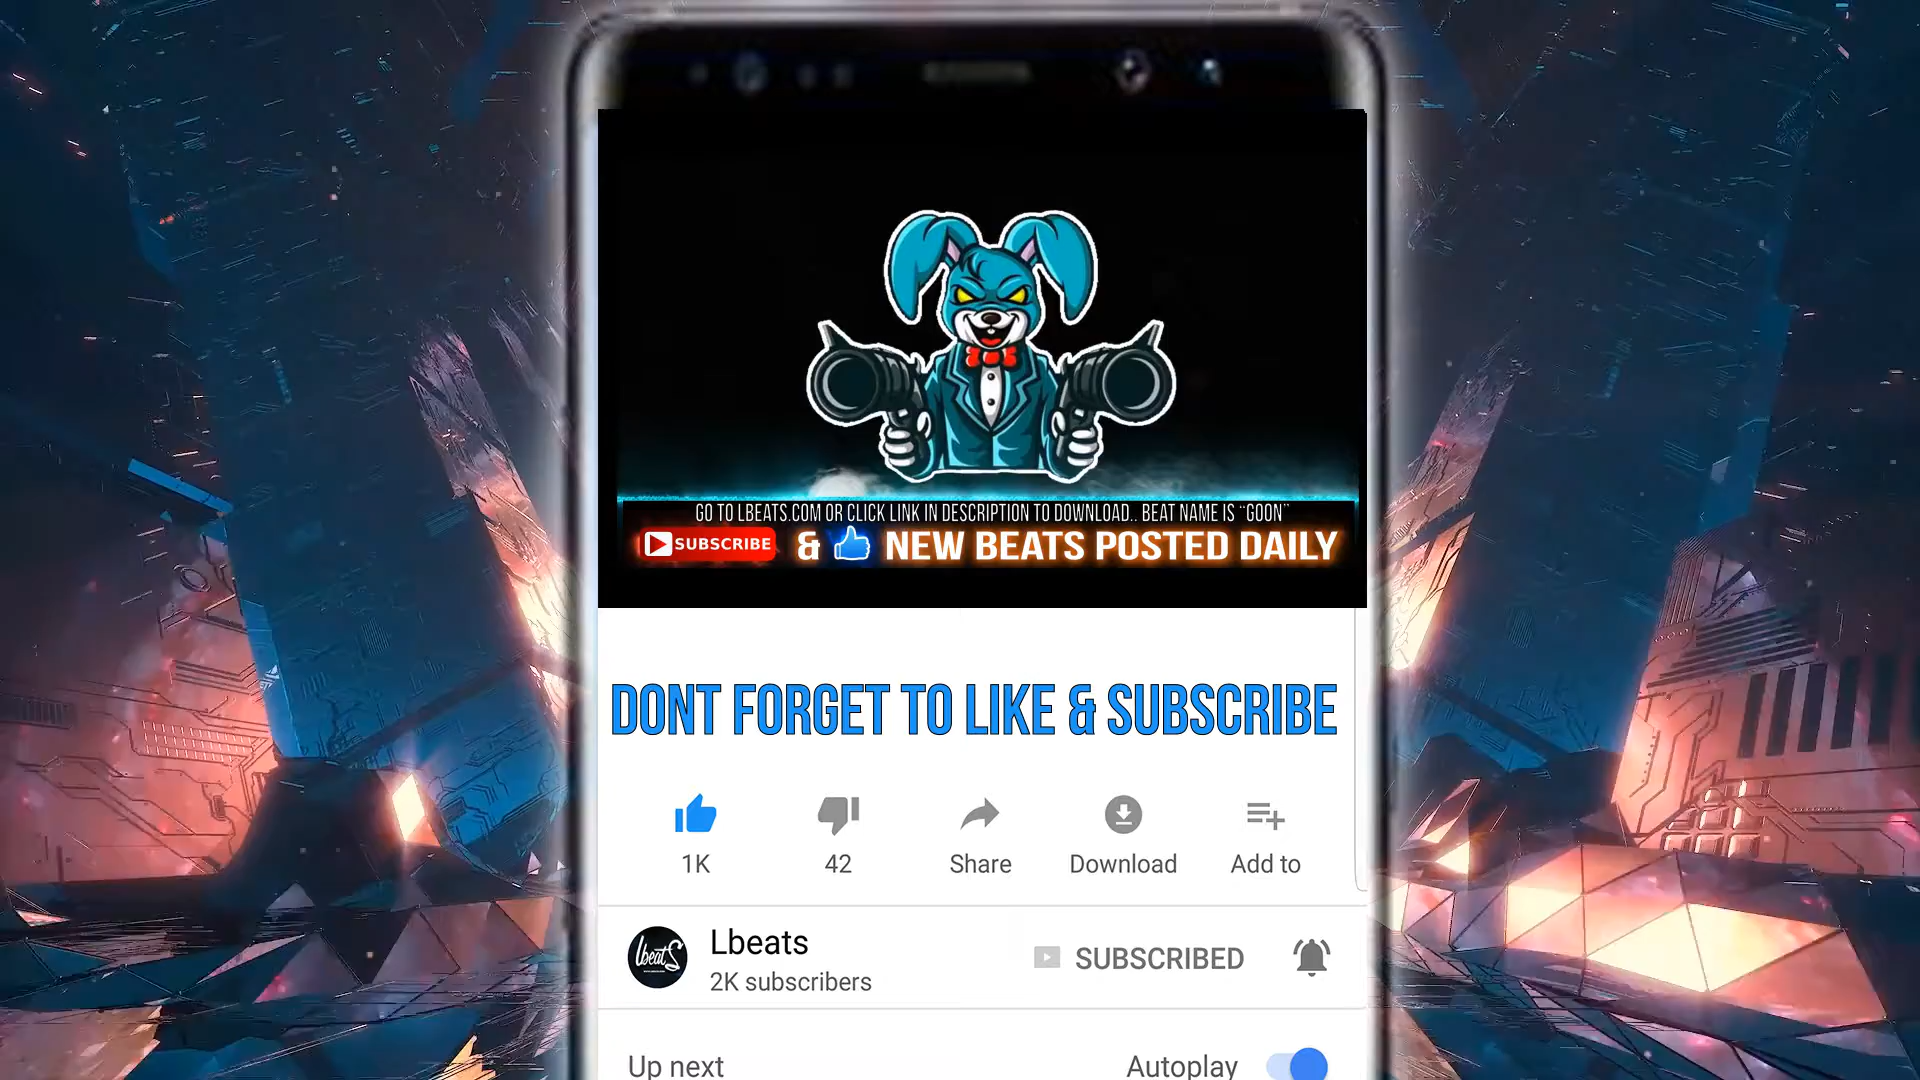 GO TO LBEATS.COM OR CLICK LINK IN DESCRIPTION TO DOWNLOAD.. BEAT NAME IS "GOON"
SUBSCRIBE & NEW BEATS POSTED DAILY
DONT FORGET TO LIKE & SUBSCRIBE
1K 42 Share Download Add to
LbeatS
Lbeats
2K subscribers
SUBSCRIBED
Up next Autoplay